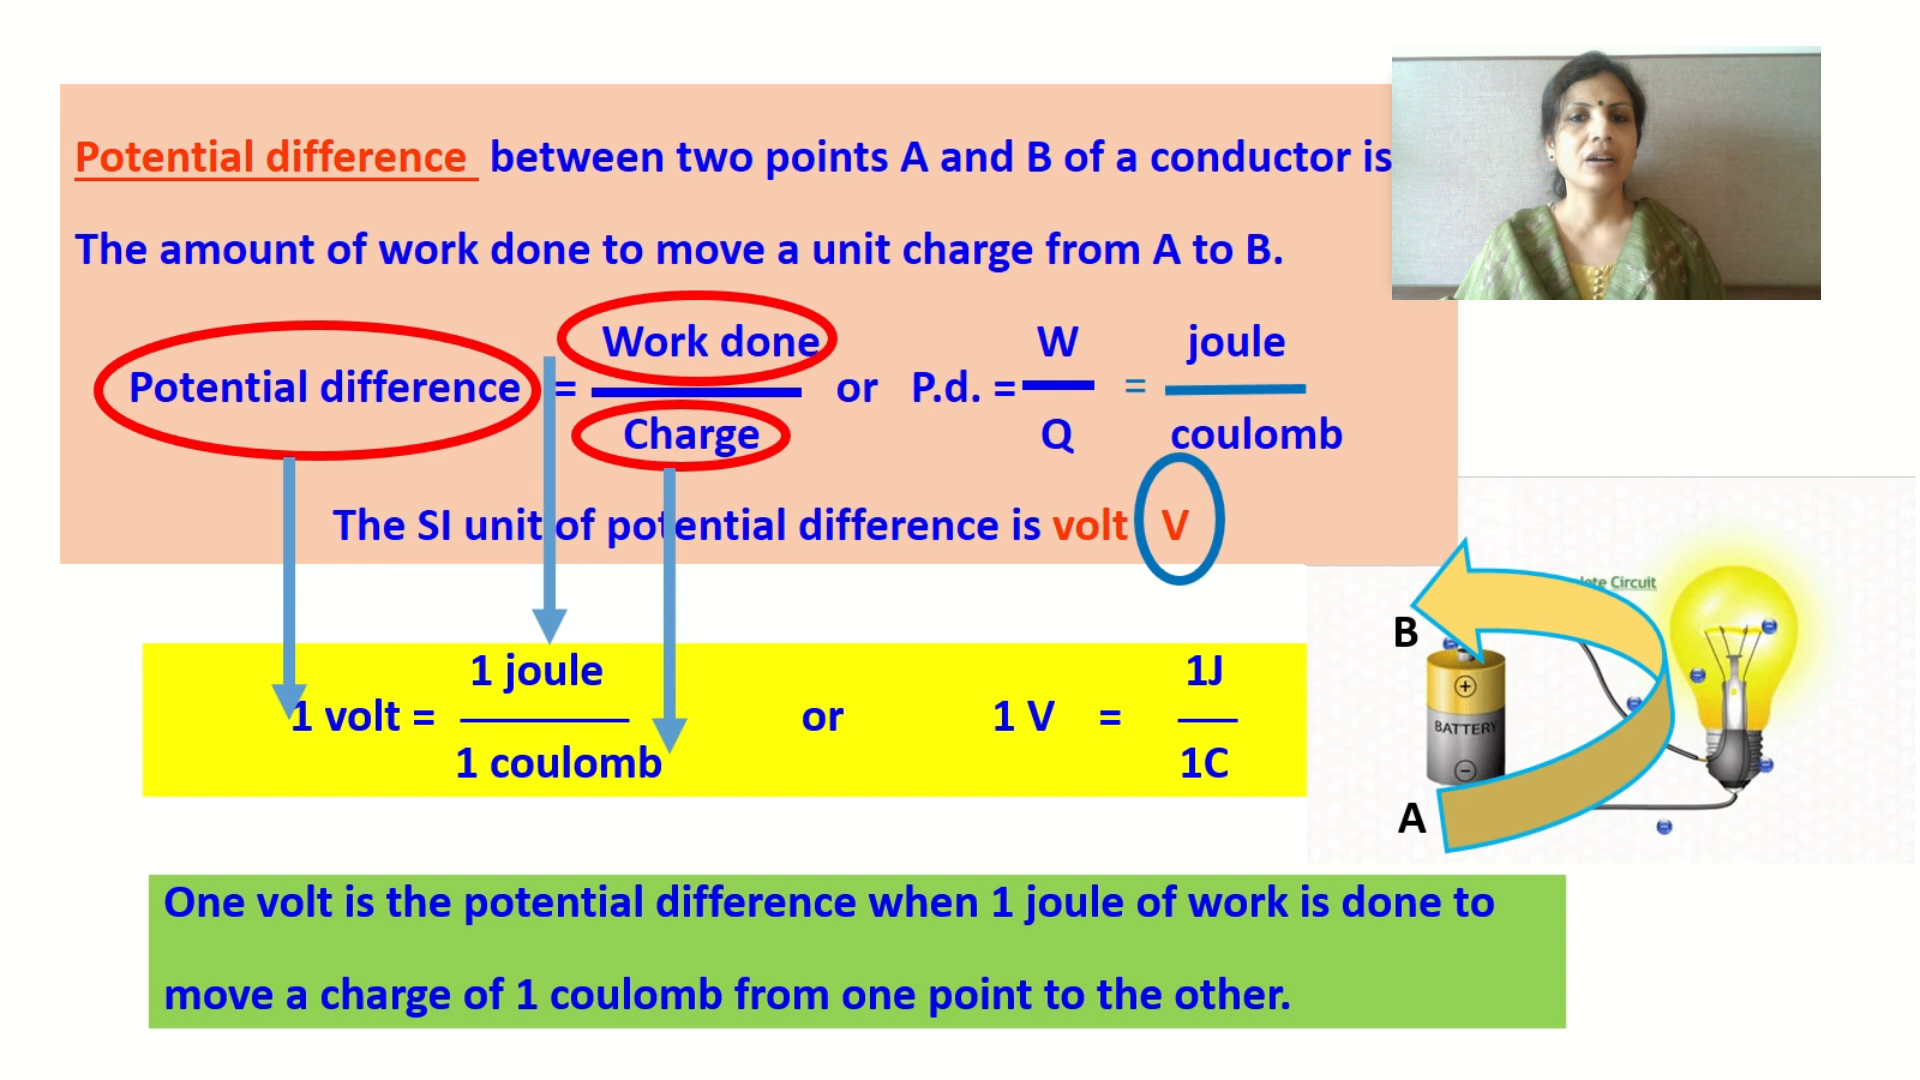 Potential difference between two points A and B of a conductor is
The amount of work done to move a unit charge from A to B.
Potential difference = Work done / Charge or P.d. = W / Q = joule / coulomb
The SI unit of potential difference is volt V
1 volt = 1 joule / 1 coulomb or 1 V = 1J / 1C
Circuit
B
+
BATTERY
−
A
One volt is the potential difference when 1 joule of work is done to
move a charge of 1 coulomb from one point to the other.